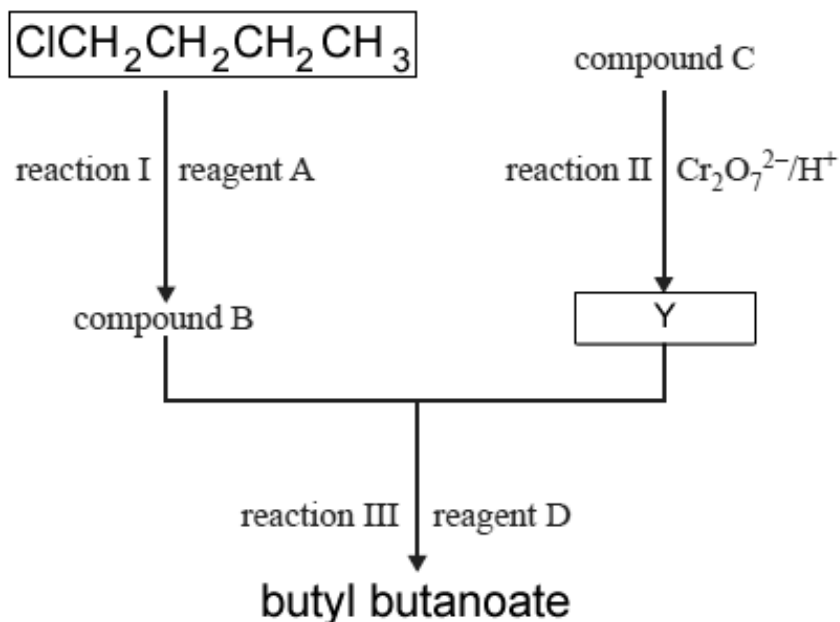 ClCH₂CH₂CH₂CH₃
compound C
reaction I reagent A
reaction II Cr₂O₇²⁻/H⁺
compound B
Y
reaction III reagent D
butyl butanoate